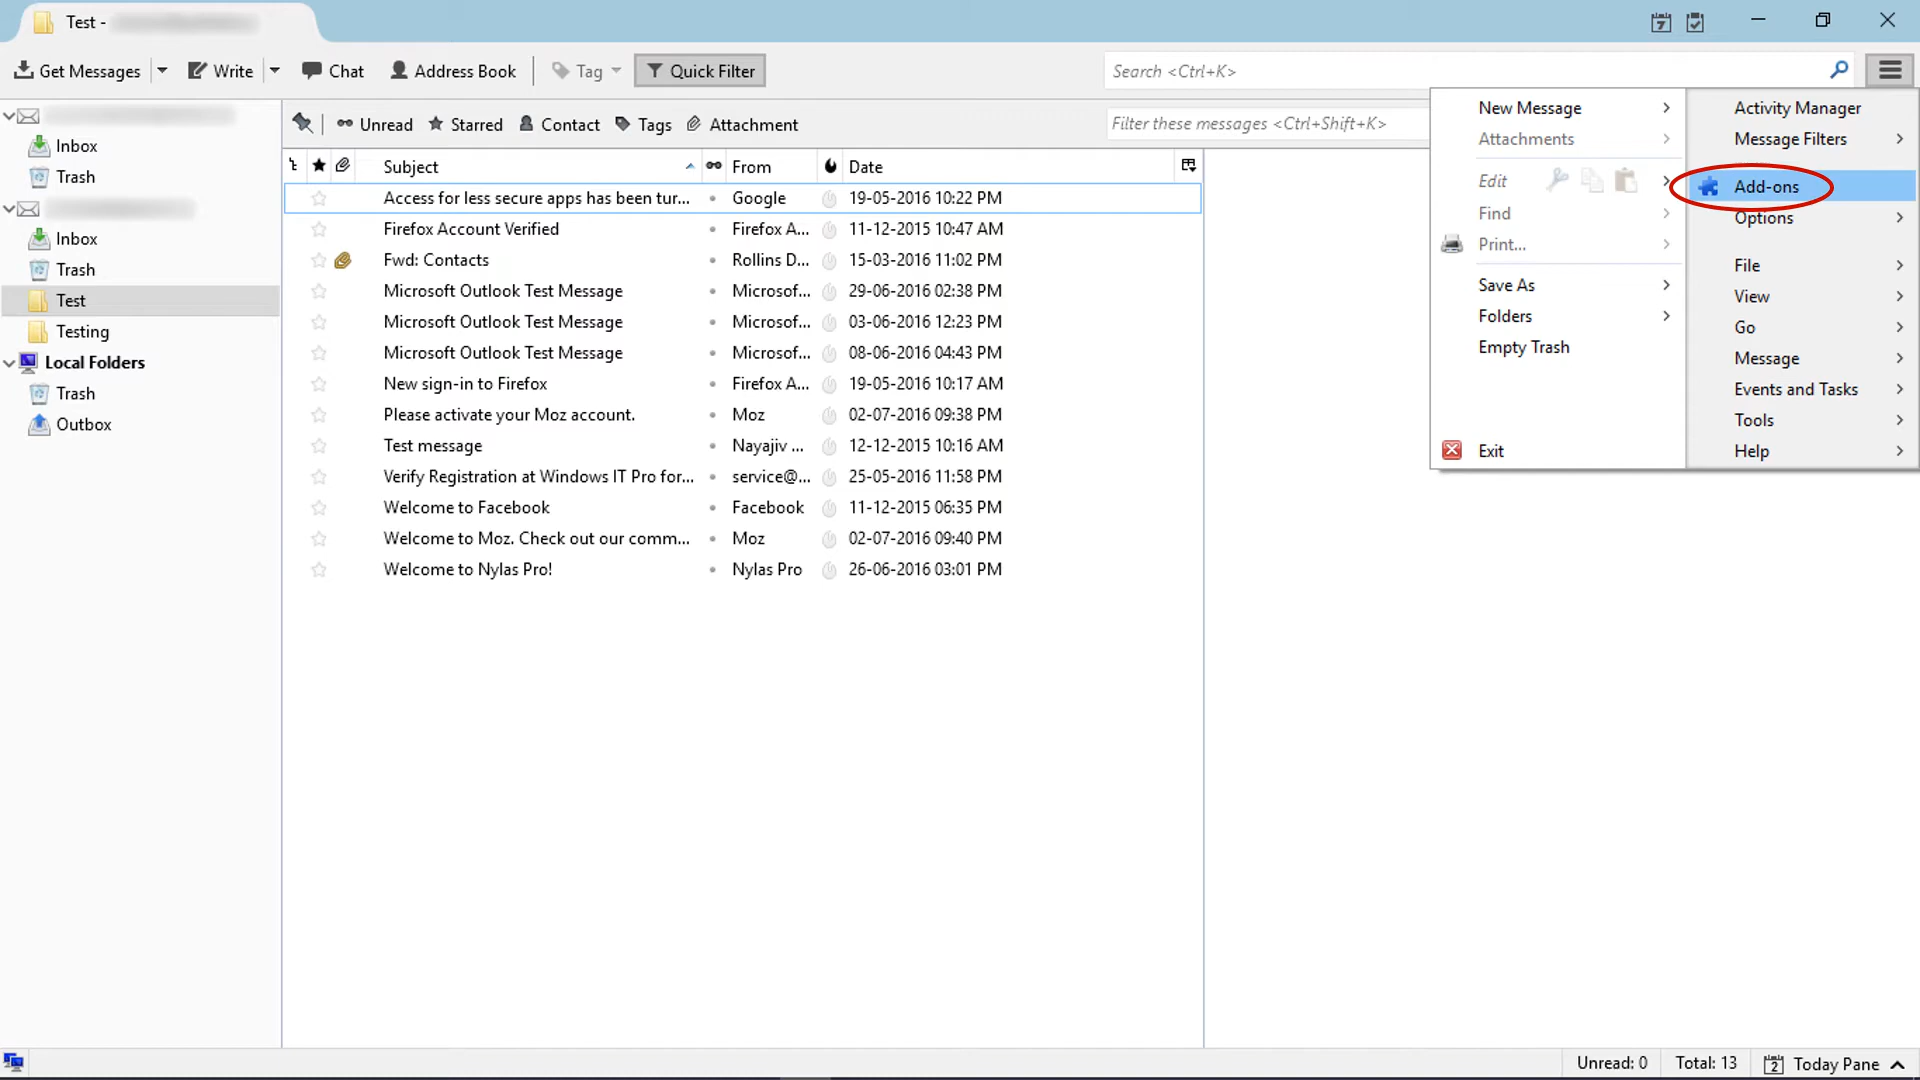 Test -
Get Messages Write Chat Address Book Tag Quick Filter Search <Ctrl+K>
Unread Starred Contact Tags Attachment Filter these messages <Ctrl+Shift+K>
Inbox
Trash
Inbox
Trash
Test
Testing
Local Folders
Trash
Outbox
Subject From Date
Access for less secure apps has been tur... Google 19-05-2016 10:22 PM
Firefox Account Verified Firefox A... 11-12-2015 10:47 AM
Fwd: Contacts Rollins D... 15-03-2016 11:02 PM
Microsoft Outlook Test Message Microsof... 29-06-2016 02:38 PM
Microsoft Outlook Test Message Microsof... 03-06-2016 12:23 PM
Microsoft Outlook Test Message Microsof... 08-06-2016 04:43 PM
New sign-in to Firefox Firefox A... 19-05-2016 10:17 AM
Please activate your Moz account. Moz 02-07-2016 09:38 PM
Test message Nayajiv ... 12-12-2015 10:16 AM
Verify Registration at Windows IT Pro for... service@... 25-05-2016 11:58 PM
Welcome to Facebook Facebook 11-12-2015 06:35 PM
Welcome to Moz. Check out our comm... Moz 02-07-2016 09:40 PM
Welcome to Nylas Pro! Nylas Pro 26-06-2016 03:01 PM
New Message
Attachments
Edit
Find
Print...
Save As
Folders
Empty Trash
Exit
Activity Manager
Message Filters
Add-ons
Options
File
View
Go
Message
Events and Tasks
Tools
Help
Unread: 0 Total: 13 2 Today Pane